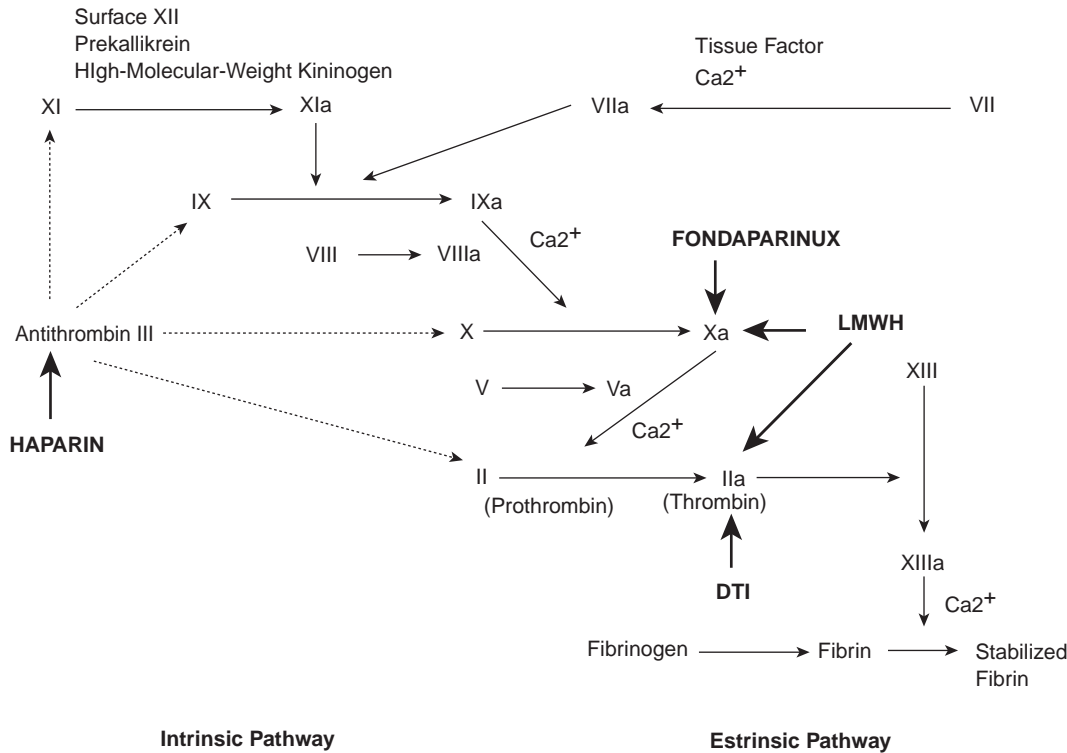 Surface XII
Prekallikrein
HIgh-Molecular-Weight Kininogen
Tissue Factor
Ca2+
XI
XIa
VIIa
VII
IX
IXa
Ca2+
VIII
VIIIa
FONDAPARINUX
Antithrombin III
X
Xa
LMWH
V
Va
XIII
HAPARIN
Ca2+
II
(Prothrombin)
IIa
(Thrombin)
XIIIa
DTI
Ca2+
Fibrinogen
Fibrin
Stabilized
Fibrin
Intrinsic Pathway
Estrinsic Pathway